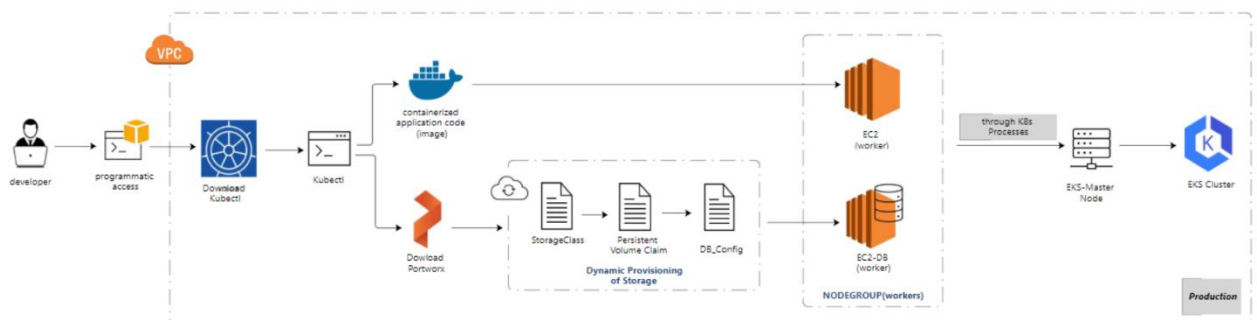 VPC
developer
programmatic
access
Download
Kubectl
Kubectl
containerized
application code
(image)
Dowload
Portworx
StorageClass
Persistent
Volume Claim
DB_Config
Dynamic Provisioning
of Storage
EC2
(worker)
EC2-DB
(worker)
NODEGROUP(workers)
through K8s
Processes
EKS-Master
Node
K
EKS Cluster
Production